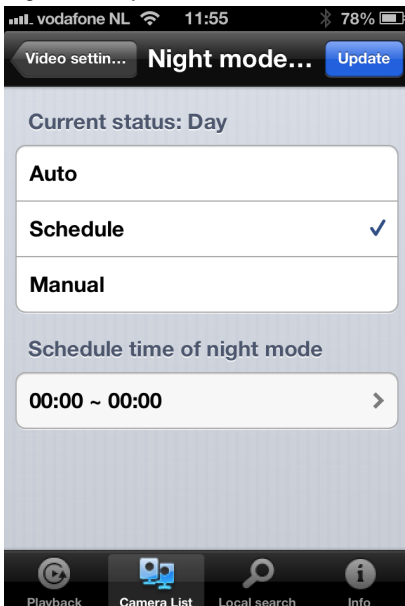 vodafone NL 11:55 78%
Video settin... Night mode... Update
Current status: Day
Auto
Schedule
Manual
Schedule time of night mode
00:00 ~ 00:00
Playback Camera List Local search Info